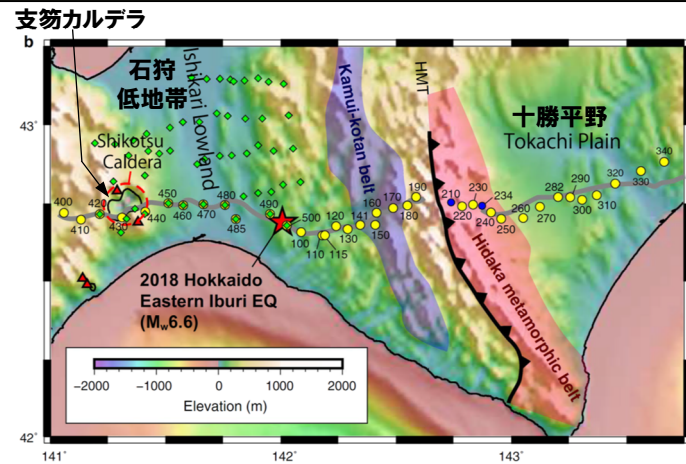 支笏カルデラ
b
石狩
低地帯
Ishikari Lowland
Kamui-kotan belt
HMT
十勝平野
Tokachi Plain
43°
Shikotsu
Caldera
340
330
320
310
300
290
282
270
260
250
240
234
230
220
210
190
170
180
160
150
141
130
120
115
110
100
500
490
485
480
470
460
450
440
430
420
410
400
2018 Hokkaido
Eastern Iburi EQ
(Mw6.6)
Hidaka metamorphic belt
−2000 −1000 0 1000 2000
Elevation (m)
42°
141° 142° 143°